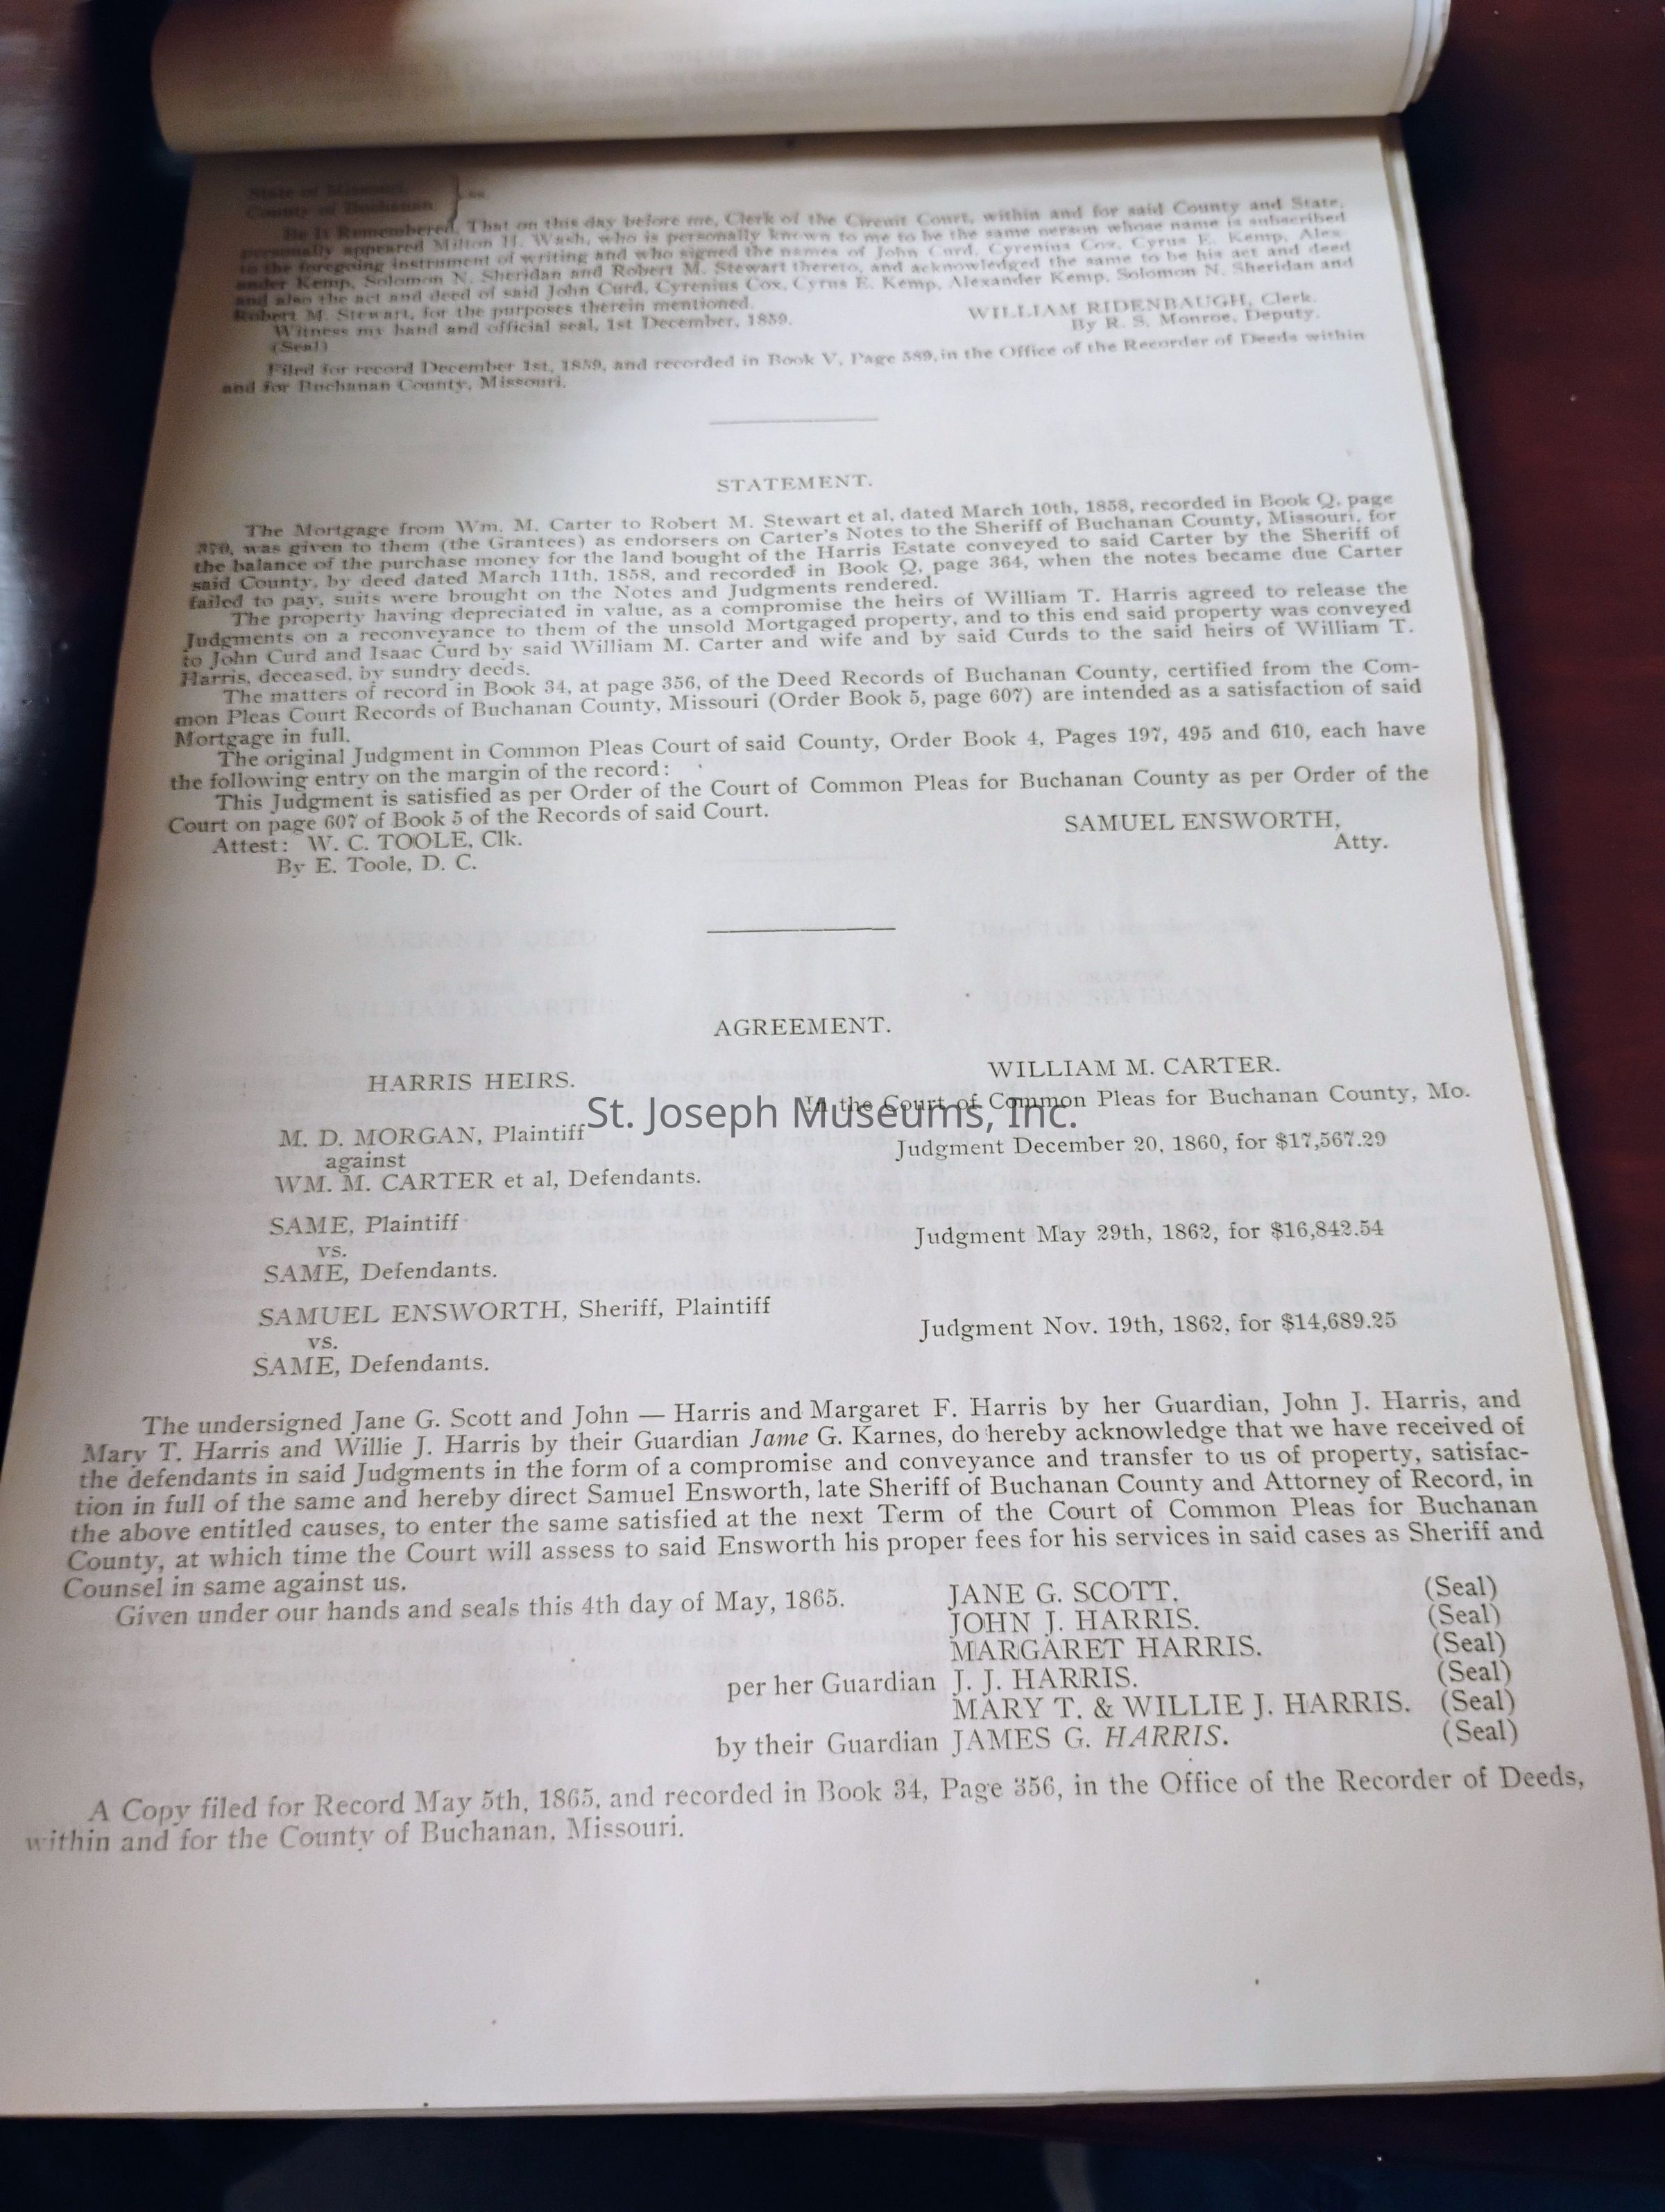 State of Missouri,
County of Buchanan. } ss.
Be It Remembered, That on this day before me, Clerk of the Circuit Court, within and for said County and State,
personally appeared Milton H. Wash, who is personally known to me to be the same person whose name is subscribed
to the foregoing instrument of writing and who signed the names of John Curd, Cyrenius Cox, Cyrus E. Kemp, Alex-
ander Kemp, Solomon N. Sheridan and Robert M. Stewart thereto, and acknowledged the same to be his act and deed
and also the act and deed of said John Curd, Cyrenius Cox, Cyrus E. Kemp, Alexander Kemp, Solomon N. Sheridan and
Robert M. Stewart, for the purposes therein mentioned.
Witness my hand and official seal, 1st December, 1859.
WILLIAM RIDENBAUGH, Clerk.
(Seal)
By R. S. Monroe, Deputy.
Filed for record December 1st, 1859, and recorded in Book V, Page 589, in the Office of the Recorder of Deeds within
and for Buchanan County, Missouri.
STATEMENT.
The Mortgage from Wm. M. Carter to Robert M. Stewart et al, dated March 10th, 1858, recorded in Book Q, page
370, was given to them (the Grantees) as endorsers on Carter's Notes to the Sheriff of Buchanan County, Missouri, for
the balance of the purchase money for the land bought of the Harris Estate conveyed to said Carter by the Sheriff of
said County, by deed dated March 11th, 1858, and recorded in Book Q, page 364, when the notes became due Carter
failed to pay, suits were brought on the Notes and Judgments rendered.
The property having depreciated in value, as a compromise the heirs of William T. Harris agreed to release the
Judgments on a reconveyance to them of the unsold Mortgaged property, and to this end said property was conveyed
to John Curd and Isaac Curd by said William M. Carter and wife and by said Curds to the said heirs of William T.
Harris, deceased, by sundry deeds.
The matters of record in Book 34, at page 356, of the Deed Records of Buchanan County, certified from the Com-
mon Pleas Court Records of Buchanan County, Missouri (Order Book 5, page 607) are intended as a satisfaction of said
Mortgage in full.
The original Judgment in Common Pleas Court of said County, Order Book 4, Pages 197, 495 and 610, each have
the following entry on the margin of the record:
This Judgment is satisfied as per Order of the Court of Common Pleas for Buchanan County as per Order of the
Court on page 607 of Book 5 of the Records of said Court.
SAMUEL ENSWORTH,
Attest: W. C. TOOLE, Clk.
Atty.
By E. Toole, D. C.
AGREEMENT.
HARRIS HEIRS.
WILLIAM M. CARTER.
In the Court of Common Pleas for Buchanan County, Mo.
St. Joseph Museums, Inc.
M. D. MORGAN, Plaintiff
against
WM. M. CARTER et al, Defendants.
Judgment December 20, 1860, for $17,567.29
SAME, Plaintiff
vs.
SAME, Defendants.
Judgment May 29th, 1862, for $16,842.54
SAMUEL ENSWORTH, Sheriff, Plaintiff
vs.
SAME, Defendants.
Judgment Nov. 19th, 1862, for $14,689.25
The undersigned Jane G. Scott and John — Harris and Margaret F. Harris by her Guardian, John J. Harris, and
Mary T. Harris and Willie J. Harris by their Guardian Jame G. Karnes, do hereby acknowledge that we have received of
the defendants in said Judgments in the form of a compromise and conveyance and transfer to us of property, satisfac-
tion in full of the same and hereby direct Samuel Ensworth, late Sheriff of Buchanan County and Attorney of Record, in
the above entitled causes, to enter the same satisfied at the next Term of the Court of Common Pleas for Buchanan
County, at which time the Court will assess to said Ensworth his proper fees for his services in said cases as Sheriff and
Counsel in same against us.
Given under our hands and seals this 4th day of May, 1865.
JANE G. SCOTT. (Seal)
JOHN J. HARRIS. (Seal)
MARGARET HARRIS. (Seal)
per her Guardian J. J. HARRIS. (Seal)
MARY T. & WILLIE J. HARRIS. (Seal)
by their Guardian JAMES G. HARRIS. (Seal)
A Copy filed for Record May 5th, 1865, and recorded in Book 34, Page 356, in the Office of the Recorder of Deeds,
within and for the County of Buchanan, Missouri.